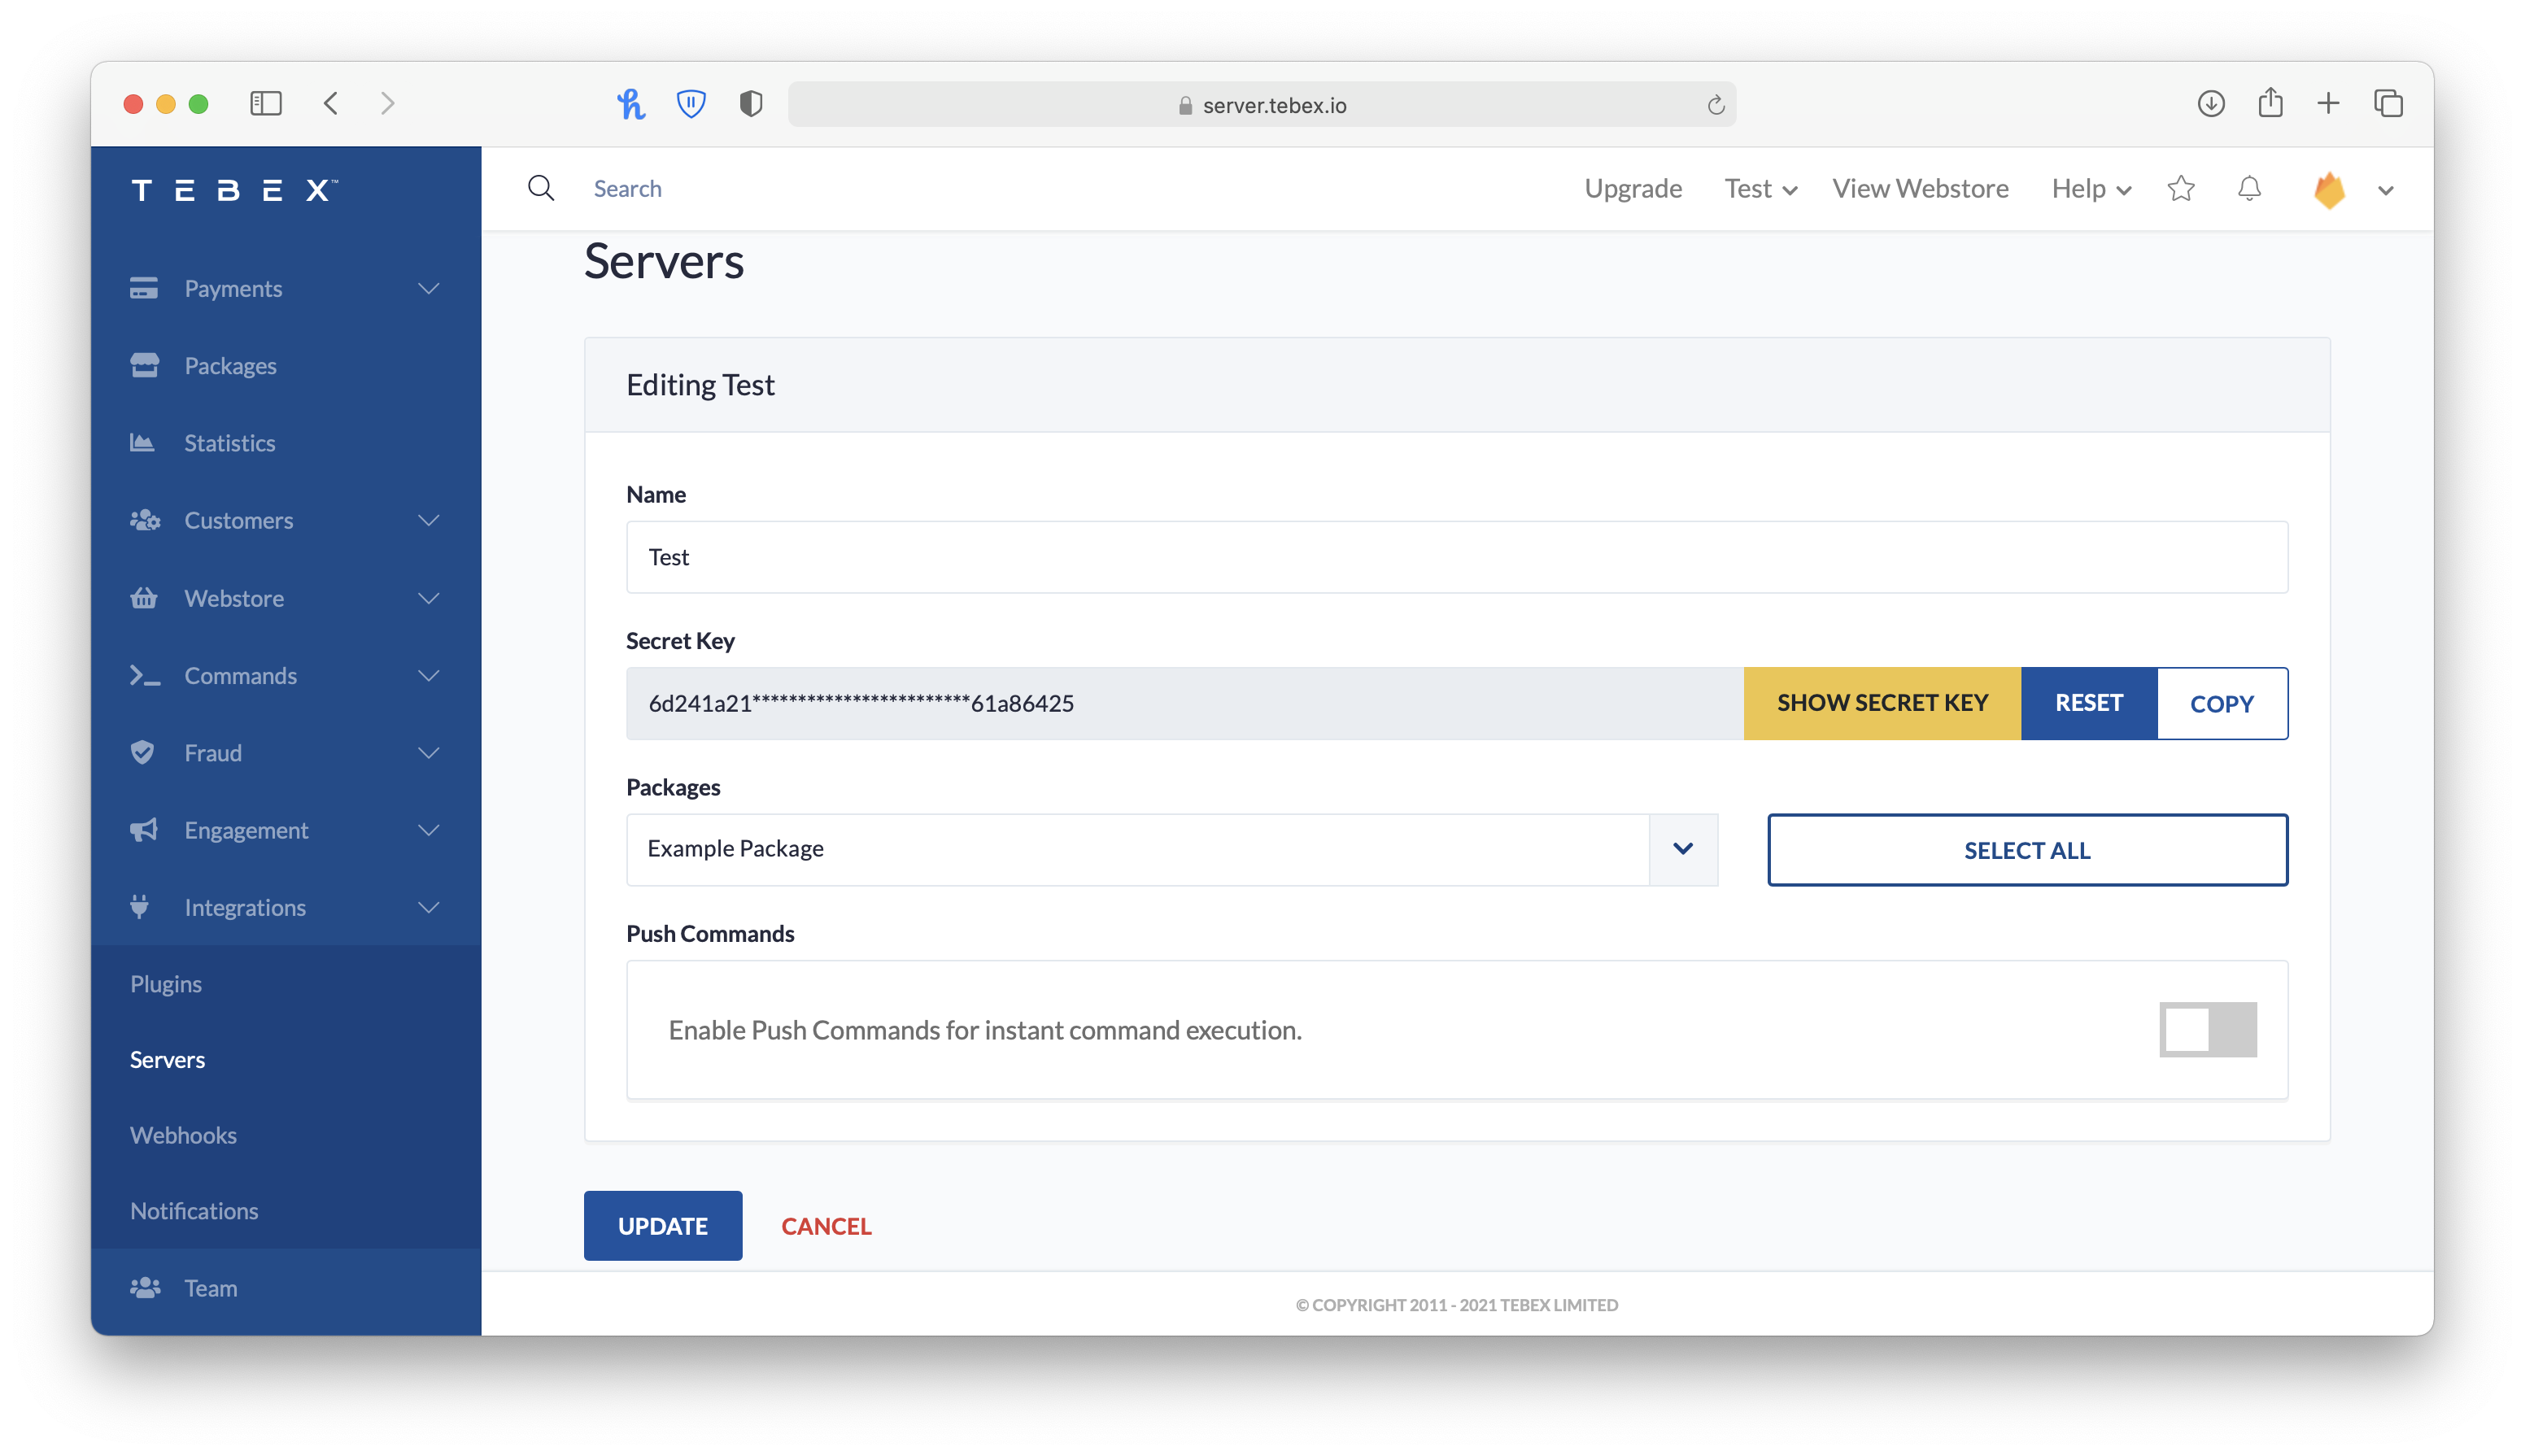 server.tebex.io
TEBEX™
Search
Upgrade
Test
View Webstore
Help
Payments
Packages
Statistics
Customers
Webstore
Commands
Fraud
Engagement
Integrations
Plugins
Servers
Webhooks
Notifications
Team
Servers
Editing Test
Name
Test
Secret Key
6d241a21************************61a86425
SHOW SECRET KEY
RESET
COPY
Packages
Example Package
SELECT ALL
Push Commands
Enable Push Commands for instant command execution.
UPDATE
CANCEL
© COPYRIGHT 2011 - 2021 TEBEX LIMITED